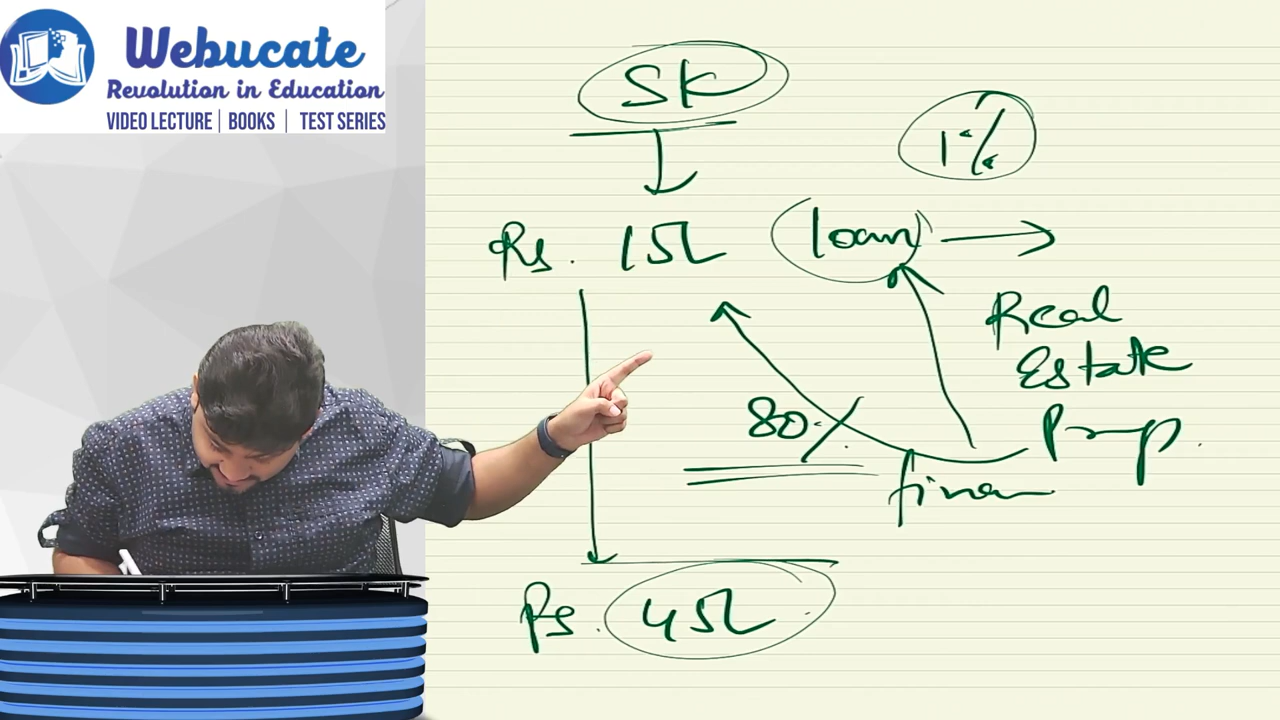 Webucate
Revolution in Education
VIDEO LECTURE | BOOKS | TEST SERIES
SK
1%
Rs. 15L (loan) →
Real
Estate
80%
Prop.
finan
Rs. 45L